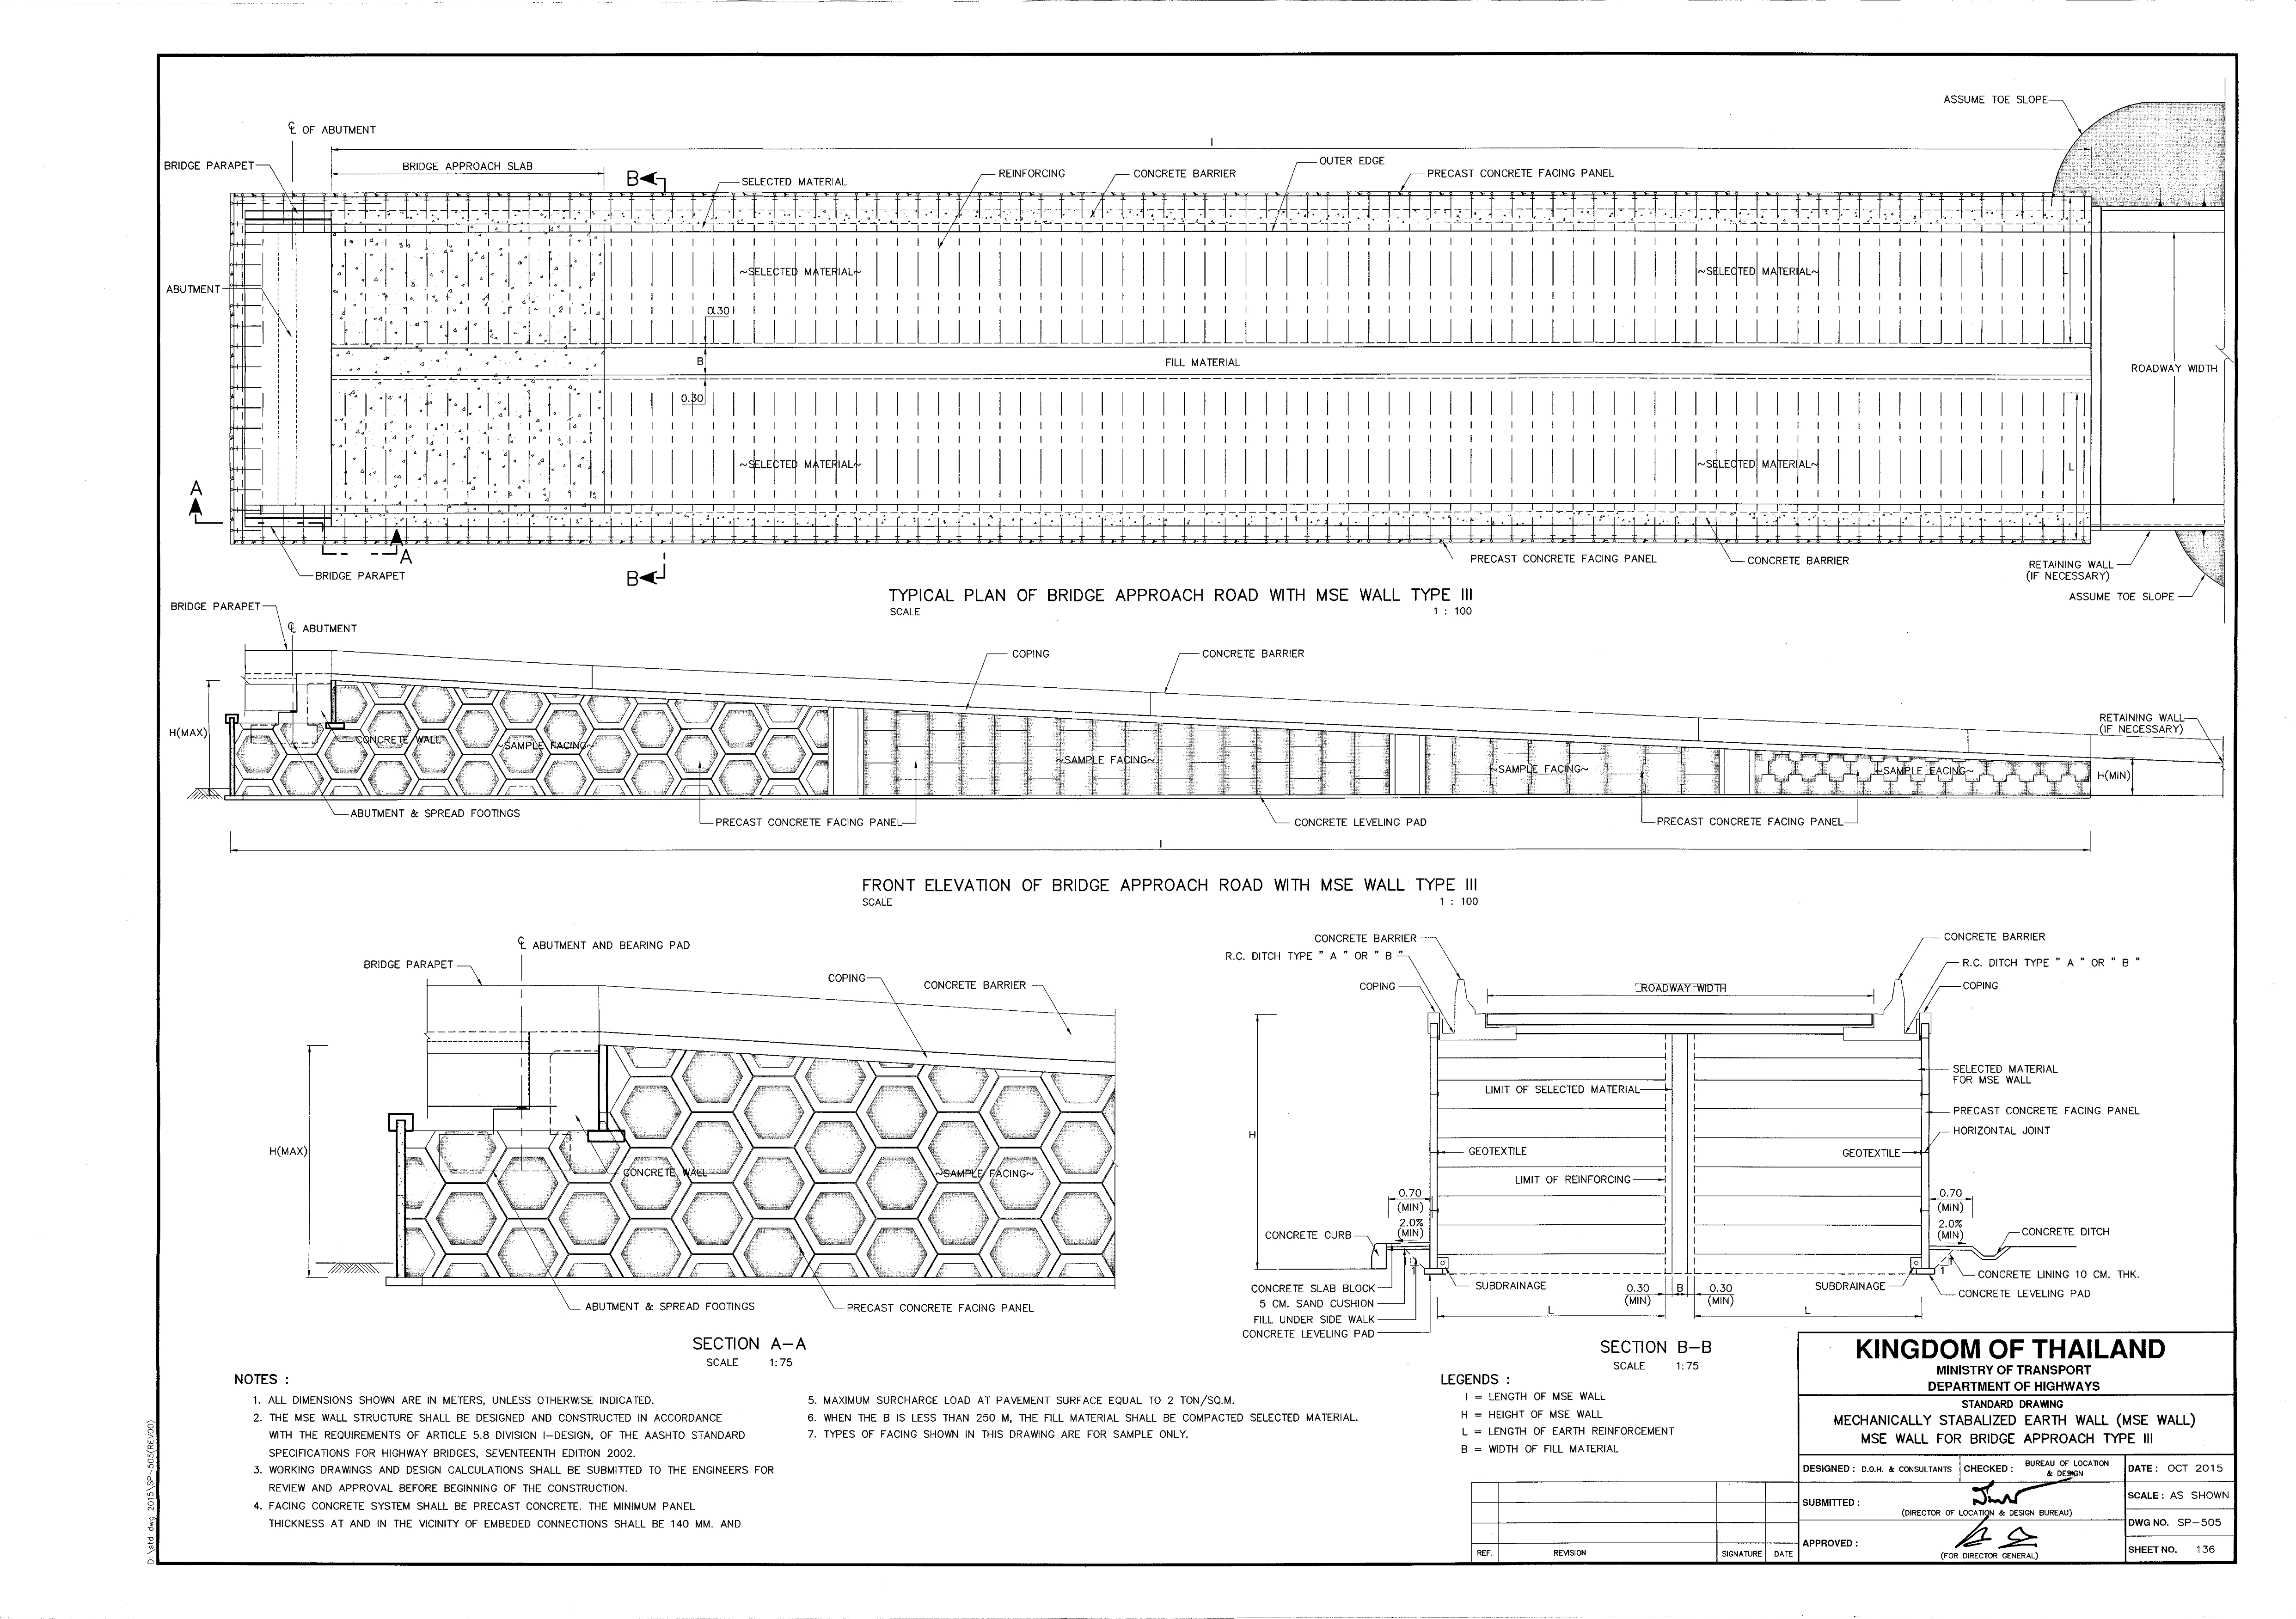 ASSUME TOE SLOPE
℄ OF ABUTMENT
l
BRIDGE PARAPET
BRIDGE APPROACH SLAB
OUTER EDGE
B
SELECTED MATERIAL
REINFORCING
CONCRETE BARRIER
PRECAST CONCRETE FACING PANEL
~SELECTED MATERIAL~
~SELECTED MATERIAL~
L
ABUTMENT
0.30
B
FILL MATERIAL
ROADWAY WIDTH
0.30
~SELECTED MATERIAL~
~SELECTED MATERIAL~
L
A
A
PRECAST CONCRETE FACING PANEL
CONCRETE BARRIER
RETAINING WALL
(IF NECESSARY)
BRIDGE PARAPET
B
ASSUME TOE SLOPE
TYPICAL PLAN OF BRIDGE APPROACH ROAD WITH MSE WALL TYPE III
SCALE 1 : 100
BRIDGE PARAPET
℄ ABUTMENT
COPING
CONCRETE BARRIER
RETAINING WALL
(IF NECESSARY)
H(MAX)
CONCRETE WALL
~SAMPLE FACING~
~SAMPLE FACING~
~SAMPLE FACING~
~SAMPLE FACING~
H(MIN)
ABUTMENT & SPREAD FOOTINGS
PRECAST CONCRETE FACING PANEL
CONCRETE LEVELING PAD
PRECAST CONCRETE FACING PANEL
l
FRONT ELEVATION OF BRIDGE APPROACH ROAD WITH MSE WALL TYPE III
SCALE 1 : 100
℄ ABUTMENT AND BEARING PAD
BRIDGE PARAPET
COPING
CONCRETE BARRIER
H(MAX)
CONCRETE WALL
~SAMPLE FACING~
ABUTMENT & SPREAD FOOTINGS
PRECAST CONCRETE FACING PANEL
SECTION A-A
SCALE 1:75
CONCRETE BARRIER
R.C. DITCH TYPE " A " OR " B "
COPING
ROADWAY WIDTH
CONCRETE BARRIER
R.C. DITCH TYPE " A " OR " B "
COPING
H
LIMIT OF SELECTED MATERIAL
SELECTED MATERIAL
FOR MSE WALL
PRECAST CONCRETE FACING PANEL
HORIZONTAL JOINT
GEOTEXTILE
GEOTEXTILE
LIMIT OF REINFORCING
0.70
(MIN)
2.0%
(MIN)
0.70
(MIN)
2.0%
(MIN)
CONCRETE CURB
CONCRETE DITCH
1
1
1
1
CONCRETE SLAB BLOCK
5 CM. SAND CUSHION
FILL UNDER SIDE WALK
CONCRETE LEVELING PAD
SUBDRAINAGE
0.30
(MIN)
B
0.30
(MIN)
SUBDRAINAGE
CONCRETE LINING 10 CM. THK.
CONCRETE LEVELING PAD
L
L
SECTION B-B
SCALE 1:75
NOTES :
1. ALL DIMENSIONS SHOWN ARE IN METERS, UNLESS OTHERWISE INDICATED.
2. THE MSE WALL STRUCTURE SHALL BE DESIGNED AND CONSTRUCTED IN ACCORDANCE
WITH THE REQUIREMENTS OF ARTICLE 5.8 DIVISION I-DESIGN, OF THE AASHTO STANDARD
SPECIFICATIONS FOR HIGHWAY BRIDGES, SEVENTEENTH EDITION 2002.
3. WORKING DRAWINGS AND DESIGN CALCULATIONS SHALL BE SUBMITTED TO THE ENGINEERS FOR
REVIEW AND APPROVAL BEFORE BEGINNING OF THE CONSTRUCTION.
4. FACING CONCRETE SYSTEM SHALL BE PRECAST CONCRETE. THE MINIMUM PANEL
THICKNESS AT AND IN THE VICINITY OF EMBEDED CONNECTIONS SHALL BE 140 MM. AND
5. MAXIMUM SURCHARGE LOAD AT PAVEMENT SURFACE EQUAL TO 2 TON/SQ.M.
6. WHEN THE B IS LESS THAN 250 M, THE FILL MATERIAL SHALL BE COMPACTED SELECTED MATERIAL.
7. TYPES OF FACING SHOWN IN THIS DRAWING ARE FOR SAMPLE ONLY.
LEGENDS :
l = LENGTH OF MSE WALL
H = HEIGHT OF MSE WALL
L = LENGTH OF EARTH REINFORCEMENT
B = WIDTH OF FILL MATERIAL
REF. REVISION SIGNATURE DATE
KINGDOM OF THAILAND
MINISTRY OF TRANSPORT
DEPARTMENT OF HIGHWAYS
STANDARD DRAWING
MECHANICALLY STABALIZED EARTH WALL (MSE WALL)
MSE WALL FOR BRIDGE APPROACH TYPE III
DESIGNED : D.O.H. & CONSULTANTS
CHECKED : BUREAU OF LOCATION
& DESIGN
DATE : OCT 2015
SUBMITTED :
(DIRECTOR OF LOCATION & DESIGN BUREAU)
SCALE : AS SHOWN
DWG NO. SP-505
APPROVED :
(FOR DIRECTOR GENERAL)
SHEET NO. 136
D:\std dwg 2015\SP-505(REV00)